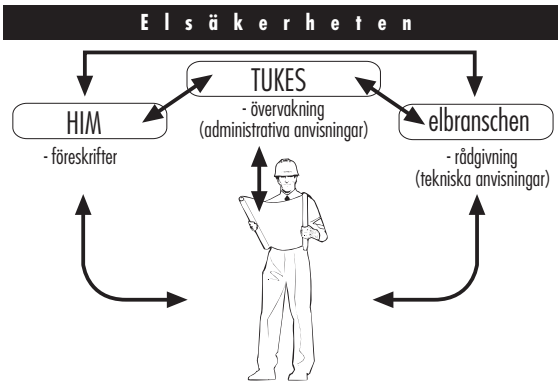 Elsäkerheten
TUKES
- övervakning
(administrativa anvisningar)
HIM
- föreskrifter
elbranschen
- rådgivning
(tekniska anvisningar)